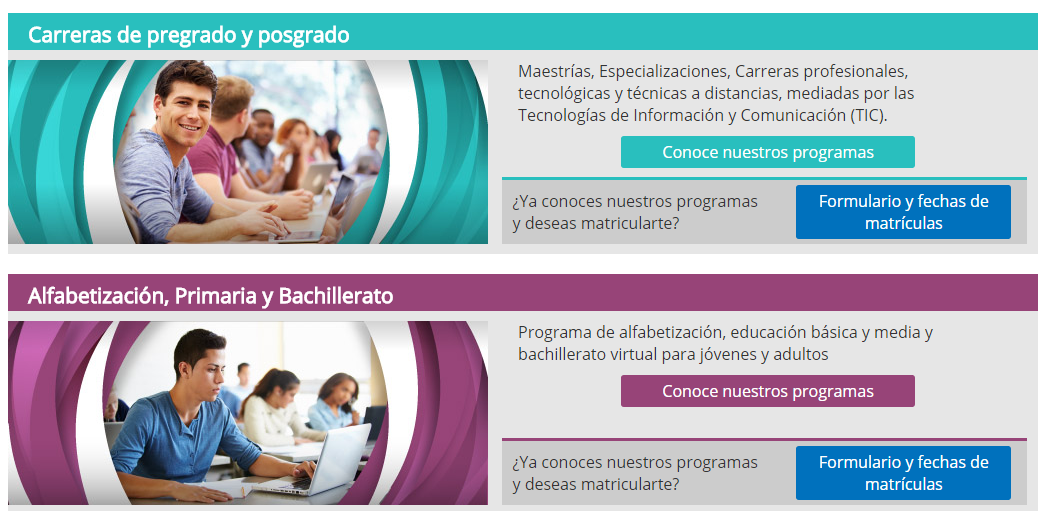 Carreras de pregrado y posgrado
Maestrías, Especializaciones, Carreras profesionales,
tecnológicas y técnicas a distancias, mediadas por las
Tecnologías de Información y Comunicación (TIC).
Conoce nuestros programas
¿Ya conoces nuestros programas
y deseas matricularte?
Formulario y fechas de
matrículas
Alfabetización, Primaria y Bachillerato
Programa de alfabetización, educación básica y media y
bachillerato virtual para jóvenes y adultos
Conoce nuestros programas
¿Ya conoces nuestros programas
y deseas matricularte?
Formulario y fechas de
matrículas